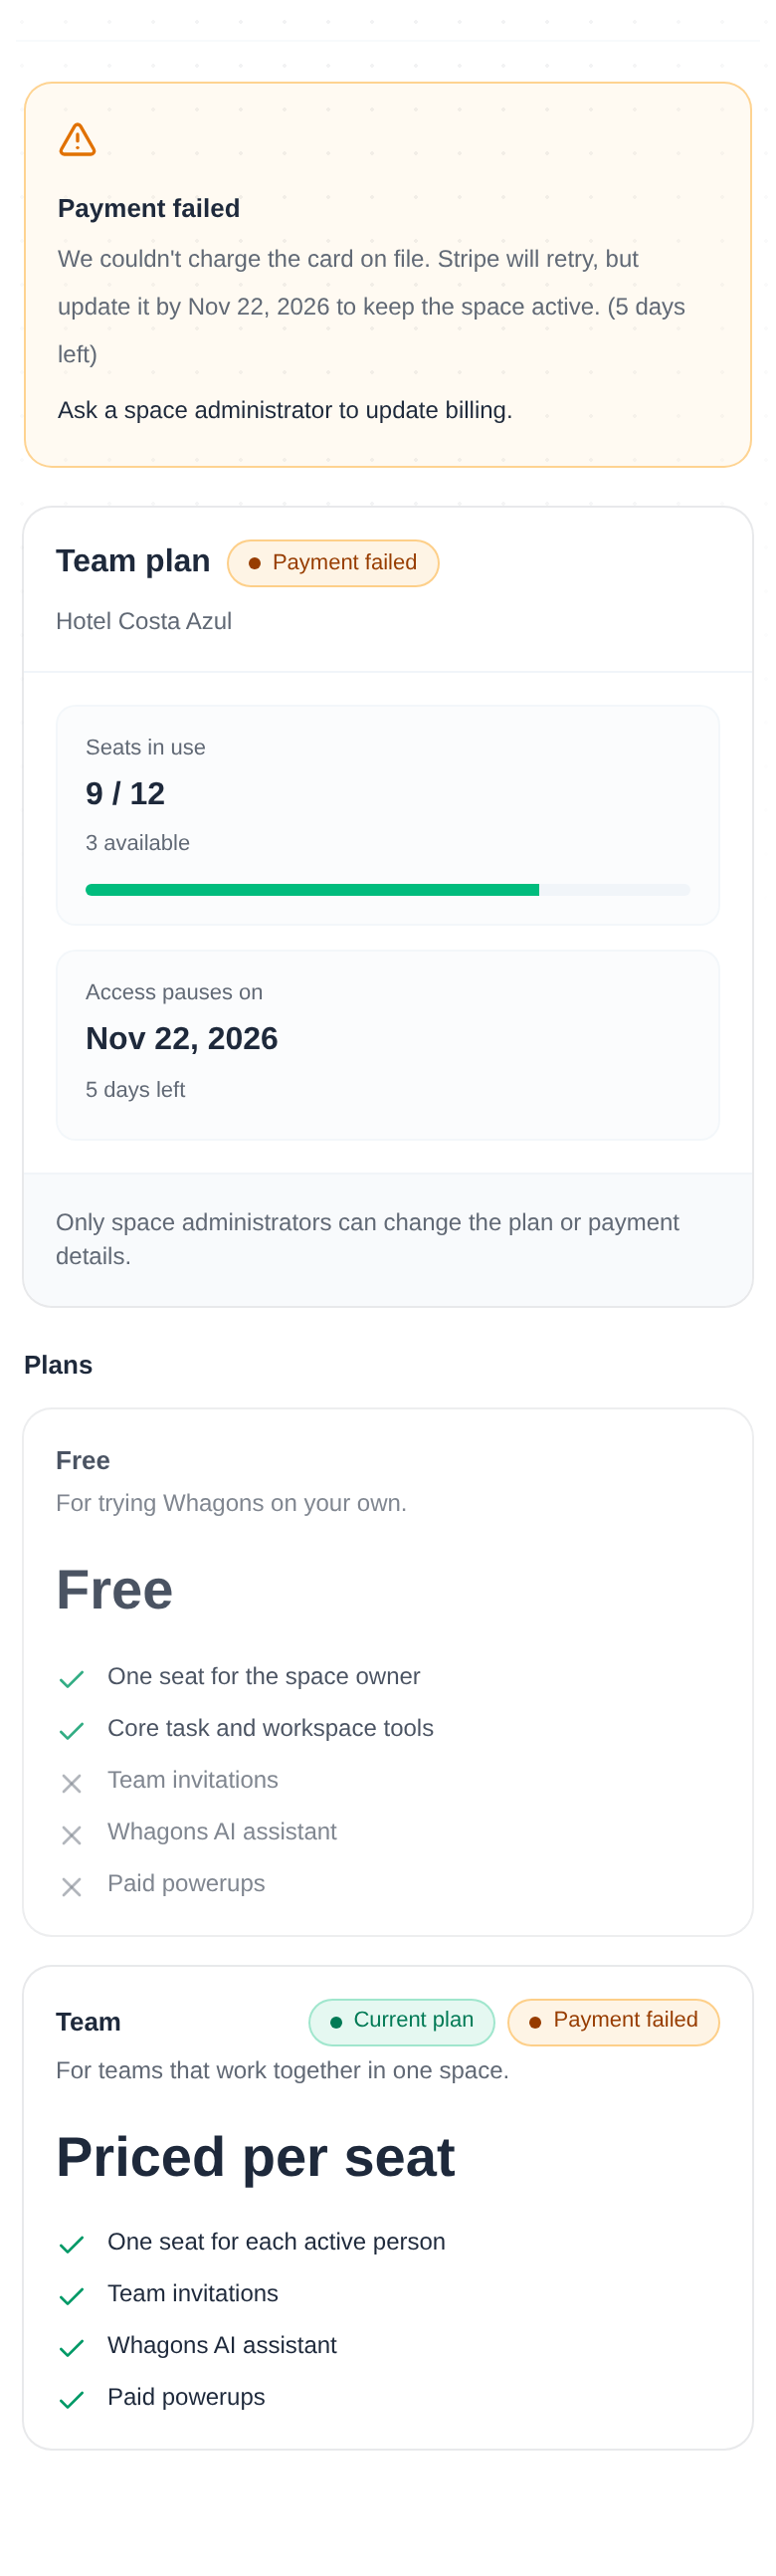 Payment failed
We couldn't charge the card on file. Stripe will retry, but
update it by Nov 22, 2026 to keep the space active. (5 days
left)
Ask a space administrator to update billing.
Team plan
Payment failed
Hotel Costa Azul
Seats in use
9 / 12
3 available
Access pauses on
Nov 22, 2026
5 days left
Only space administrators can change the plan or payment
details.
Plans
Free
For trying Whagons on your own.
Free
One seat for the space owner
Core task and workspace tools
Team invitations
Whagons AI assistant
Paid powerups
Team
Current plan
Payment failed
For teams that work together in one space.
Priced per seat
One seat for each active person
Team invitations
Whagons AI assistant
Paid powerups